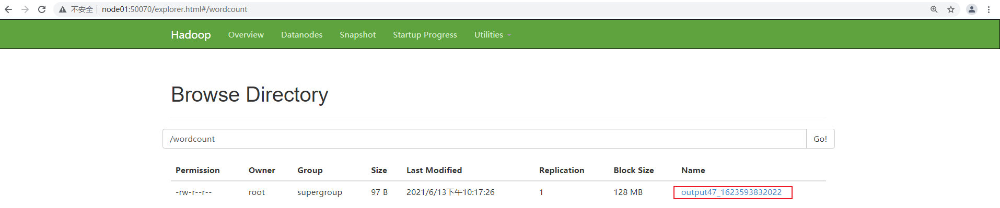 不安全 node01:50070/explorer.html#/wordcount
Hadoop Overview Datanodes Snapshot Startup Progress Utilities
Browse Directory
/wordcount Go!
Permission Owner Group Size Last Modified Replication Block Size Name
-rw-r--r-- root supergroup 97 B 2021/6/13下午10:17:26 1 128 MB output47_1623593832022